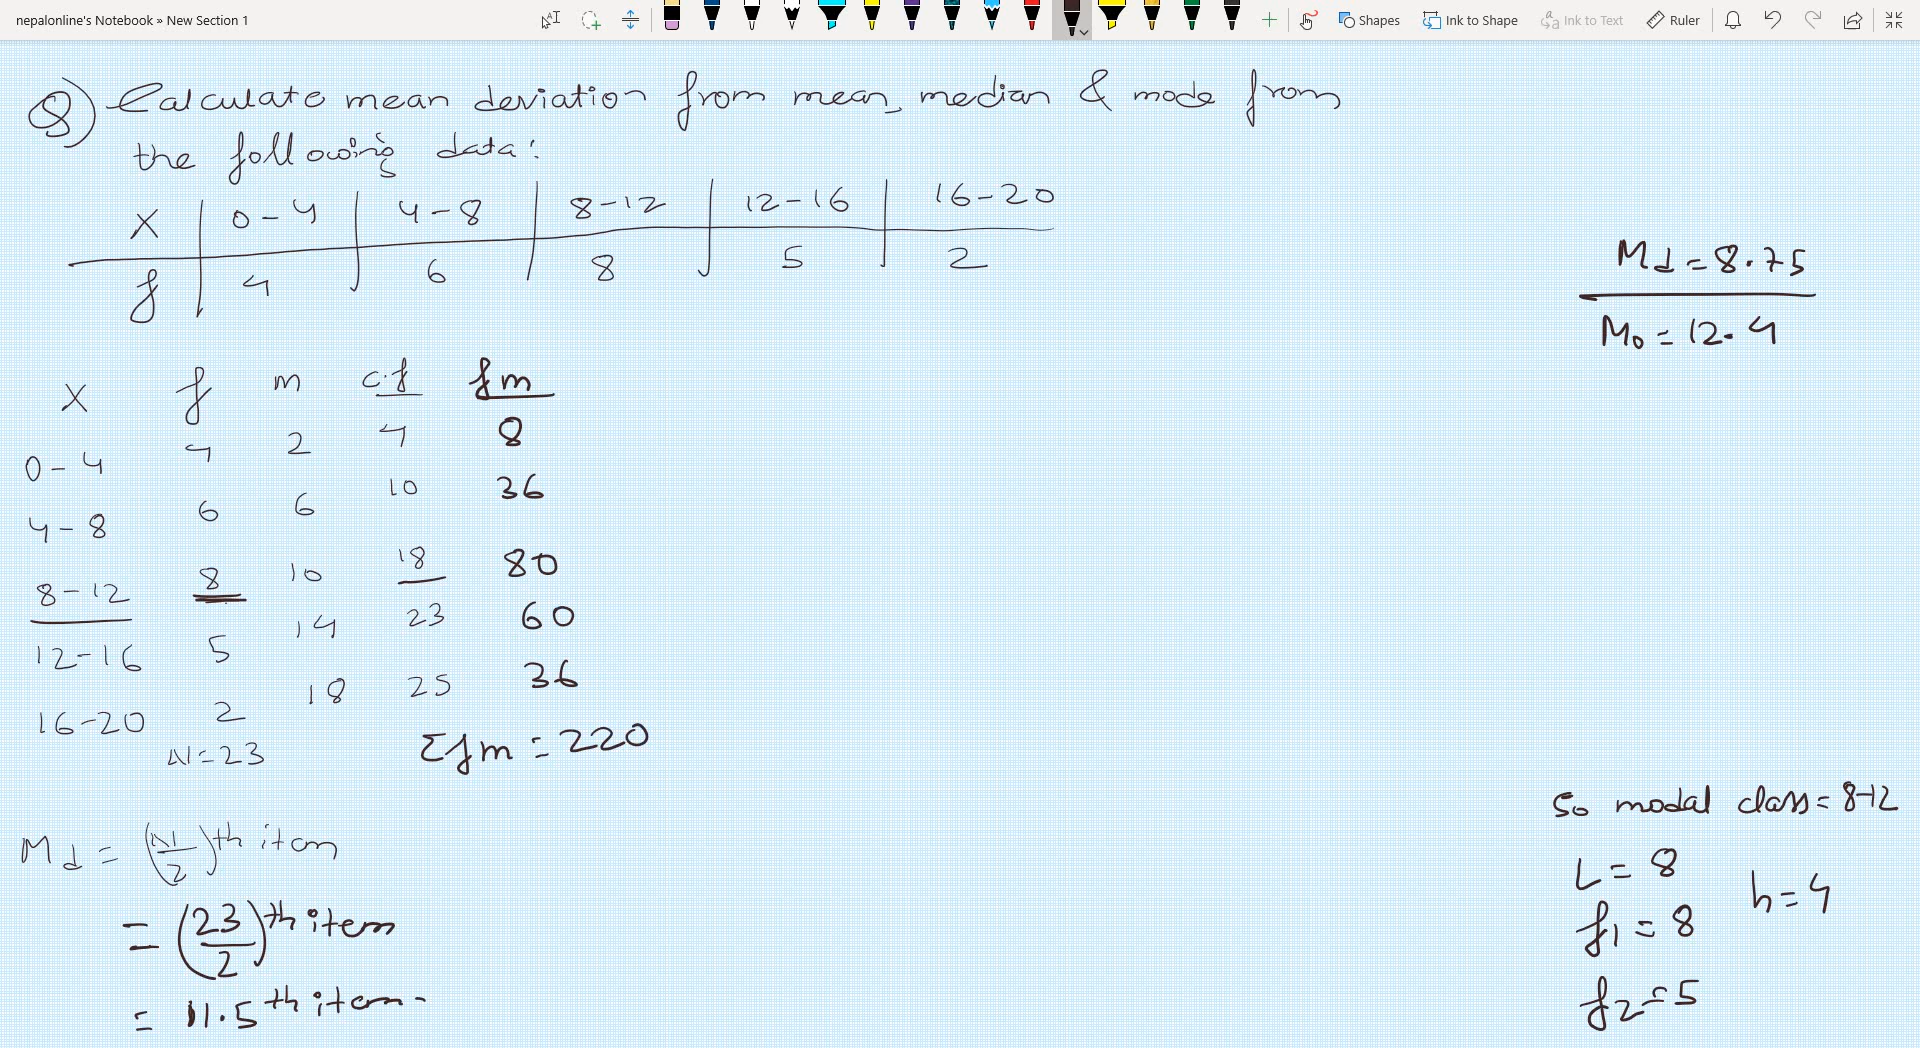 nepalonline's Notebook » New Section 1
Shapes Ink to Shape Ink to Text Ruler
Q) Calculate mean deviation from mean, median & mode from
the following data:
X 0-4 4-8 8-12 12-16 16-20
f 4 6 8 5 2
Md = 8.75
Mo = 12.4
X f m c.f fm
0-4 4 2 4 8
4-8 6 6 10 36
8-12 8 10 18 80
12-16 5 14 23 60
16-20 2 18 25 36
N=23 Σfm = 220
Md = (N/2)th item
= (23/2)th item
= 11.5th item.
So modal class = 8-12
L = 8
h = 4
f1 = 8
f2 = 5